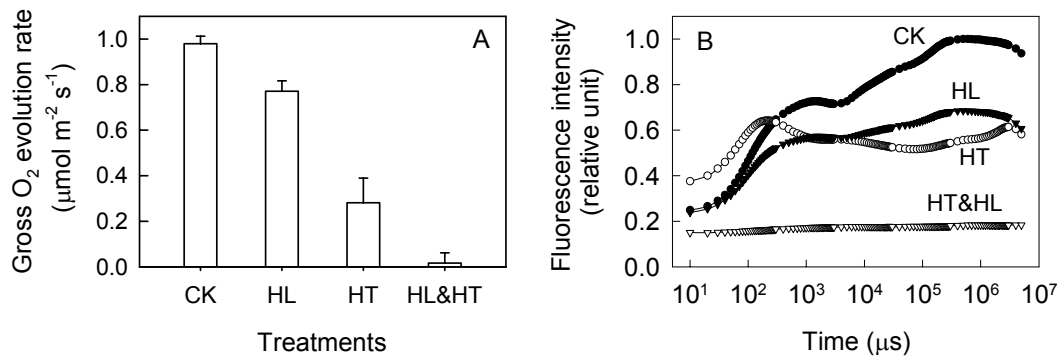 A
Gross O₂ evolution rate
(μmol m⁻² s⁻¹)
1.0
0.8
0.6
0.4
0.2
0.0
CK HL HT HL&HT
Treatments
B
Fluorescence intensity
(relative unit)
1.0
0.8
0.6
0.4
0.2
0.0
CK
HL
HT
HT&HL
10¹ 10² 10³ 10⁴ 10⁵ 10⁶ 10⁷
Time (μs)